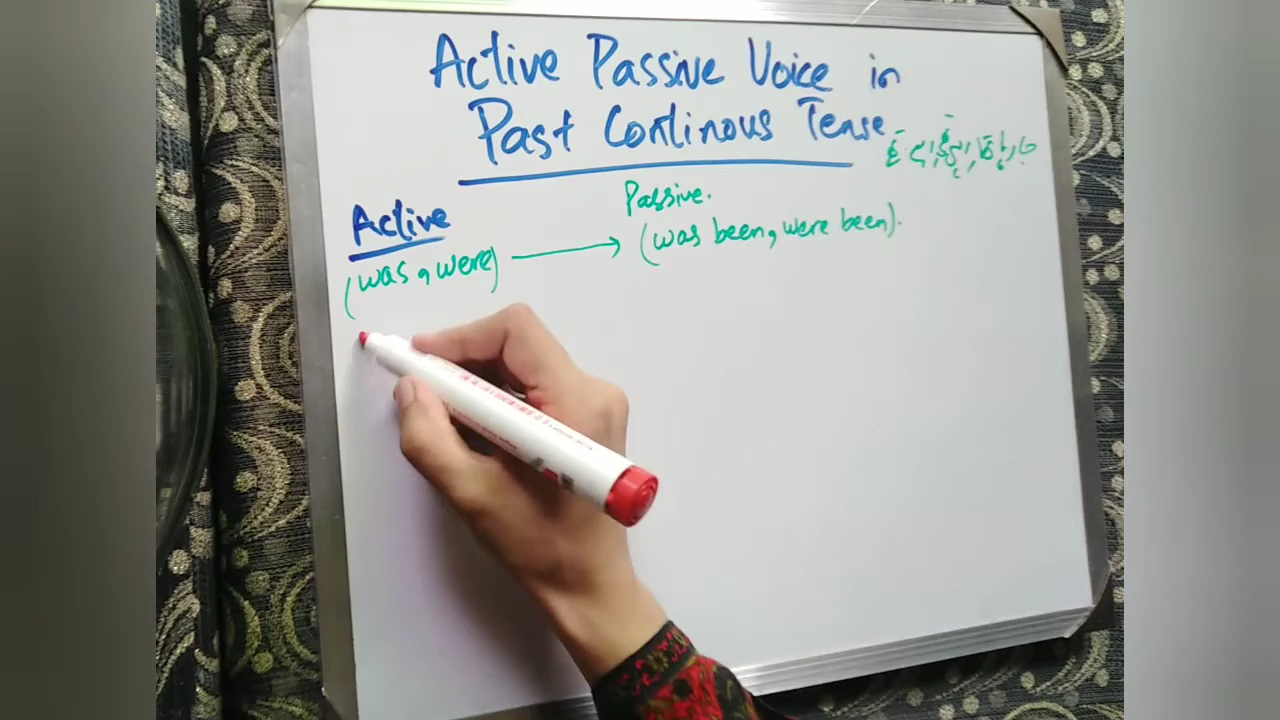 Active Passive Voice in
Past Continous Tense
Active
Passive.
(was, were)
(was been, were been).